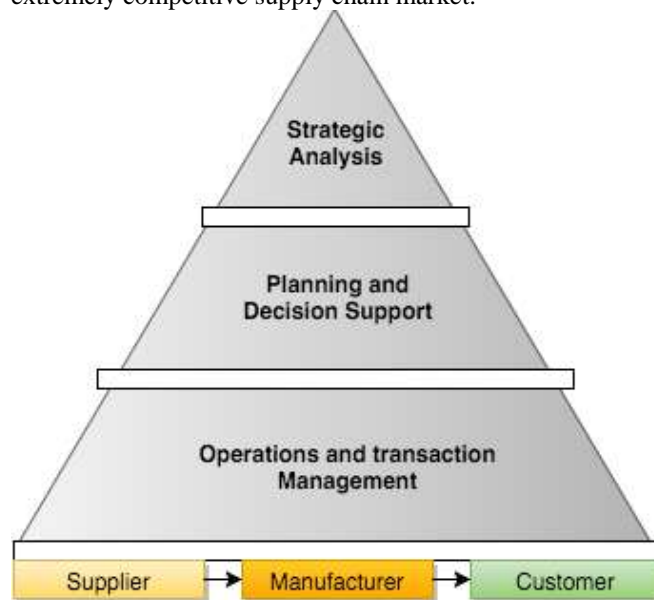 extremely competitive supply chain market.
Strategic
Analysis
Planning and
Decision Support
Operations and transaction
Management
Supplier
Manufacturer
Customer